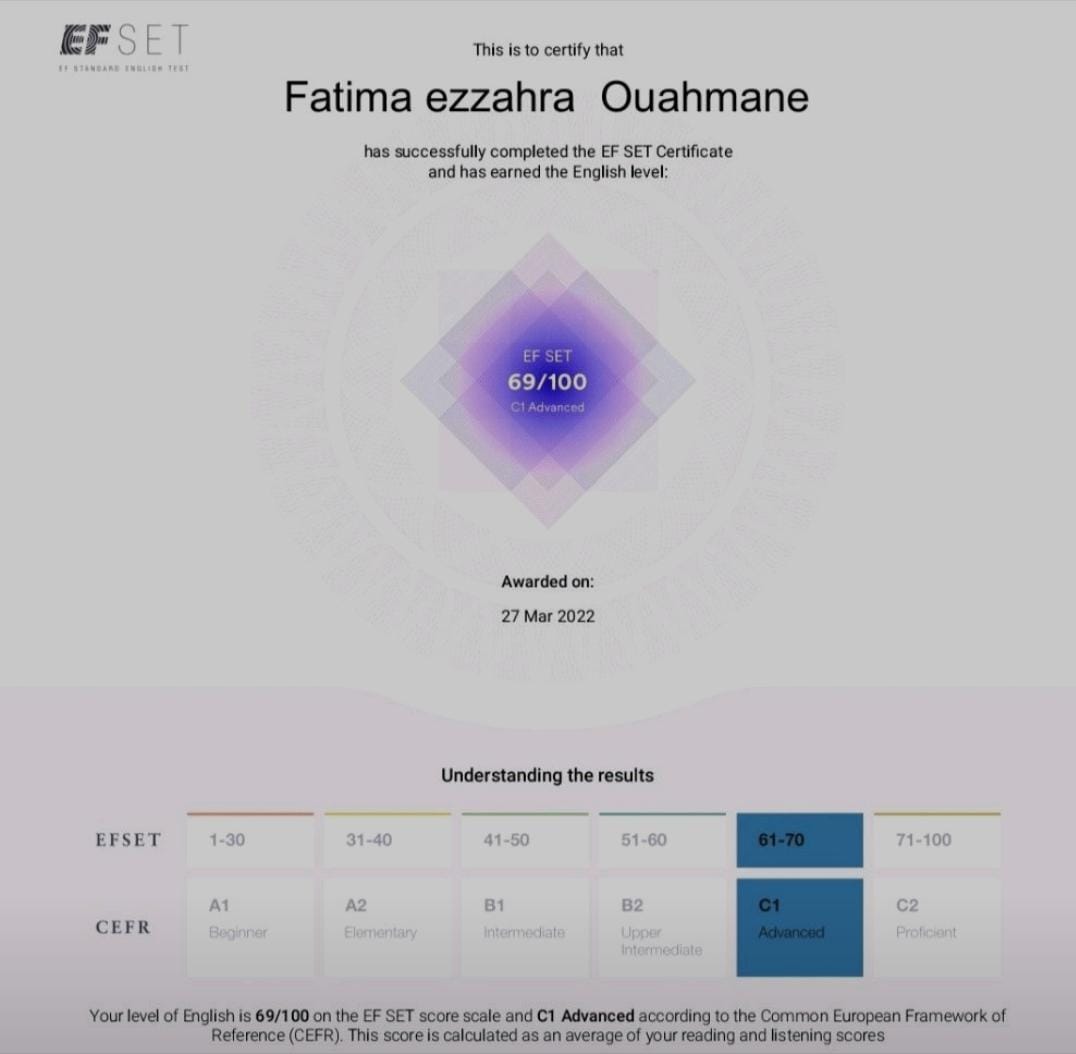 EF SET
EF STANDARD ENGLISH TEST
This is to certify that
Fatima ezzahra Ouahmane
has successfully completed the EF SET Certificate
and has earned the English level:
EF SET
69/100
C1 Advanced
Awarded on:
27 Mar 2022
Understanding the results
EFSET 1-30 31-40 41-50 51-60 61-70 71-100
CEFR
A1 A2 B1 B2 C1 C2
Beginner Elementary Intermediate Upper Advanced Proficient
Intermediate
Your level of English is 69/100 on the EF SET score scale and C1 Advanced according to the Common European Framework of
Reference (CEFR). This score is calculated as an average of your reading and listening scores